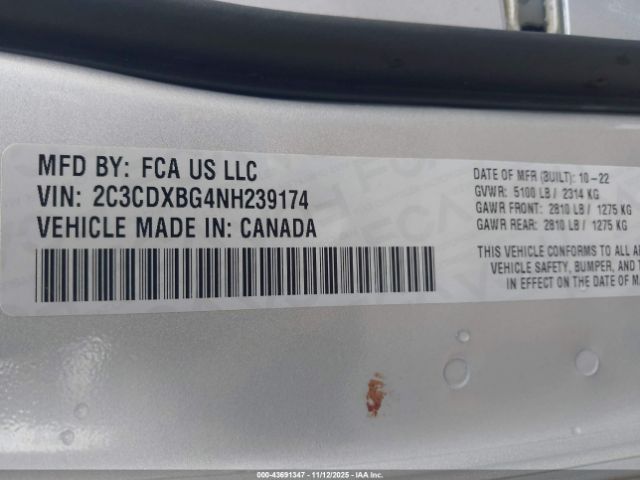 MFD BY: FCA US LLC
VIN: 2C3CDXBG4NH239174
VEHICLE MADE IN: CANADA
DATE OF MFR (BUILT): 10-22
GVWR: 5100 LB / 2314 KG
GAWR FRONT: 2810 LB / 1275 KG
GAWR REAR: 2810 LB / 1275 KG
THIS VEHICLE CONFORMS TO ALL
VEHICLE SAFETY, BUMPER, AND
IN EFFECT ON THE DATE OF
000-43691347 - 11/12/2025 - IAA Inc.